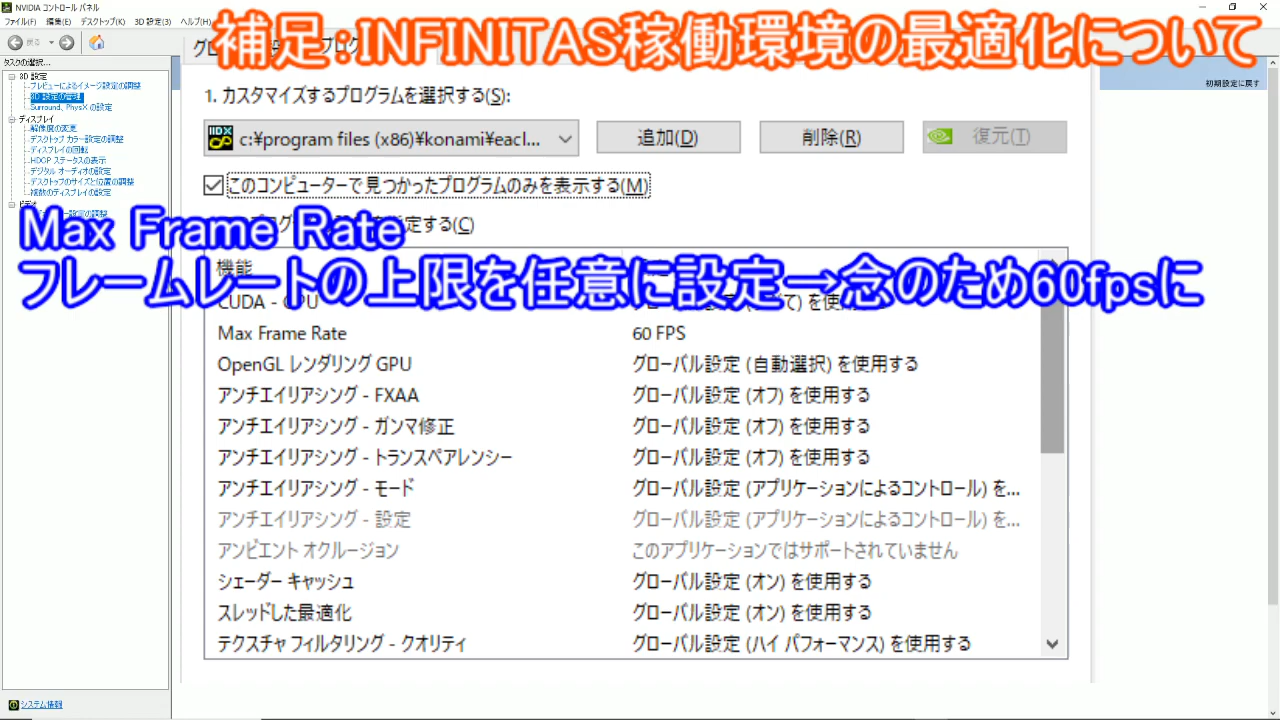 NVIDIA コントロール パネル
ファイル(F) 編集(E) デスクトップ(K) 3D 設定(3) ヘルプ(H)
戻る
補足:INFINITAS稼働環境の最適化について
タスクの選択...
3D 設定
プレビューによるイメージ設定の調整
3D 設定の管理
Surround、PhysX の設定
ディスプレイ
解像度の変更
デスクトップ カラー設定の調整
ディスプレイの回転
HDCP ステータスの表示
デジタル オーディオの設定
デスクトップのサイズと位置の調整
複数のディスプレイの設定
ビデオ
システム情報
初期設定に戻す
1. カスタマイズするプログラムを選択する(S):
c:¥program files (x86)¥konami¥eacl...
追加(D)
削除(R)
復元(T)
このコンピューターで見つかったプログラムのみを表示する(M)
Max Frame Rate
フレームレートの上限を任意に設定→念のため60fpsに
機能
CUDA - GPU
Max Frame Rate 60 FPS
OpenGL レンダリング GPU グローバル設定 (自動選択) を使用する
アンチエイリアシング - FXAA グローバル設定 (オフ) を使用する
アンチエイリアシング - ガンマ修正 グローバル設定 (オフ) を使用する
アンチエイリアシング - トランスペアレンシー グローバル設定 (オフ) を使用する
アンチエイリアシング - モード グローバル設定 (アプリケーションによるコントロール) を...
アンチエイリアシング - 設定 グローバル設定 (アプリケーションによるコントロール) を...
アンビエント オクルージョン このアプリケーションではサポートされていません
シェーダー キャッシュ グローバル設定 (オン) を使用する
スレッドした最適化 グローバル設定 (オン) を使用する
テクスチャ フィルタリング - クオリティ グローバル設定 (ハイ パフォーマンス) を使用する